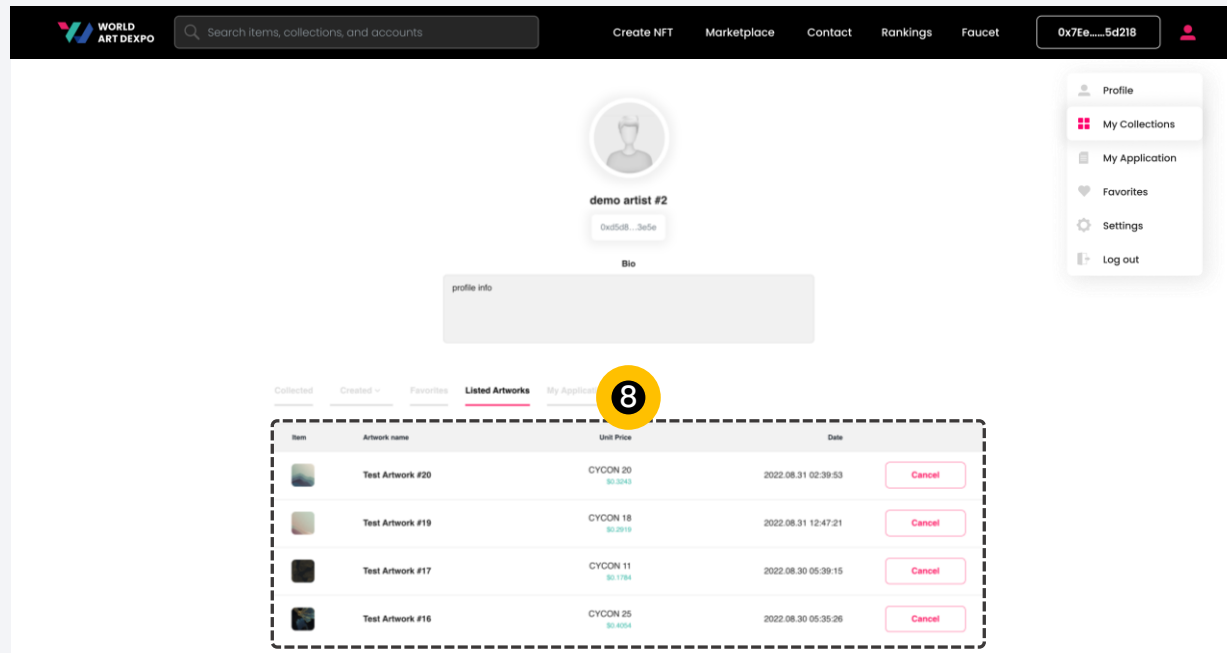 WORLD
ART DEXPO
Search items, collections, and accounts
Create NFT Marketplace Contact Rankings Faucet 0x7Ee......5d218
Profile
My Collections
My Application
Favorites
Settings
Log out
demo artist #2
0xd5d8...3e5e
Bio
profile info
Collected Created Favorites Listed Artworks My
8
Item Artwork name Unit Price Date
Test Artwork #20 CYCON 20 2022.08.31 02:39:53 Cancel
$0.3243
Test Artwork #19 CYCON 18 2022.08.31 12:47:21 Cancel
$0.2919
Test Artwork #17 CYCON 11 2022.08.30 05:39:15 Cancel
$0.1784
Test Artwork #16 CYCON 25 2022.08.30 05:35:26 Cancel
$0.4054